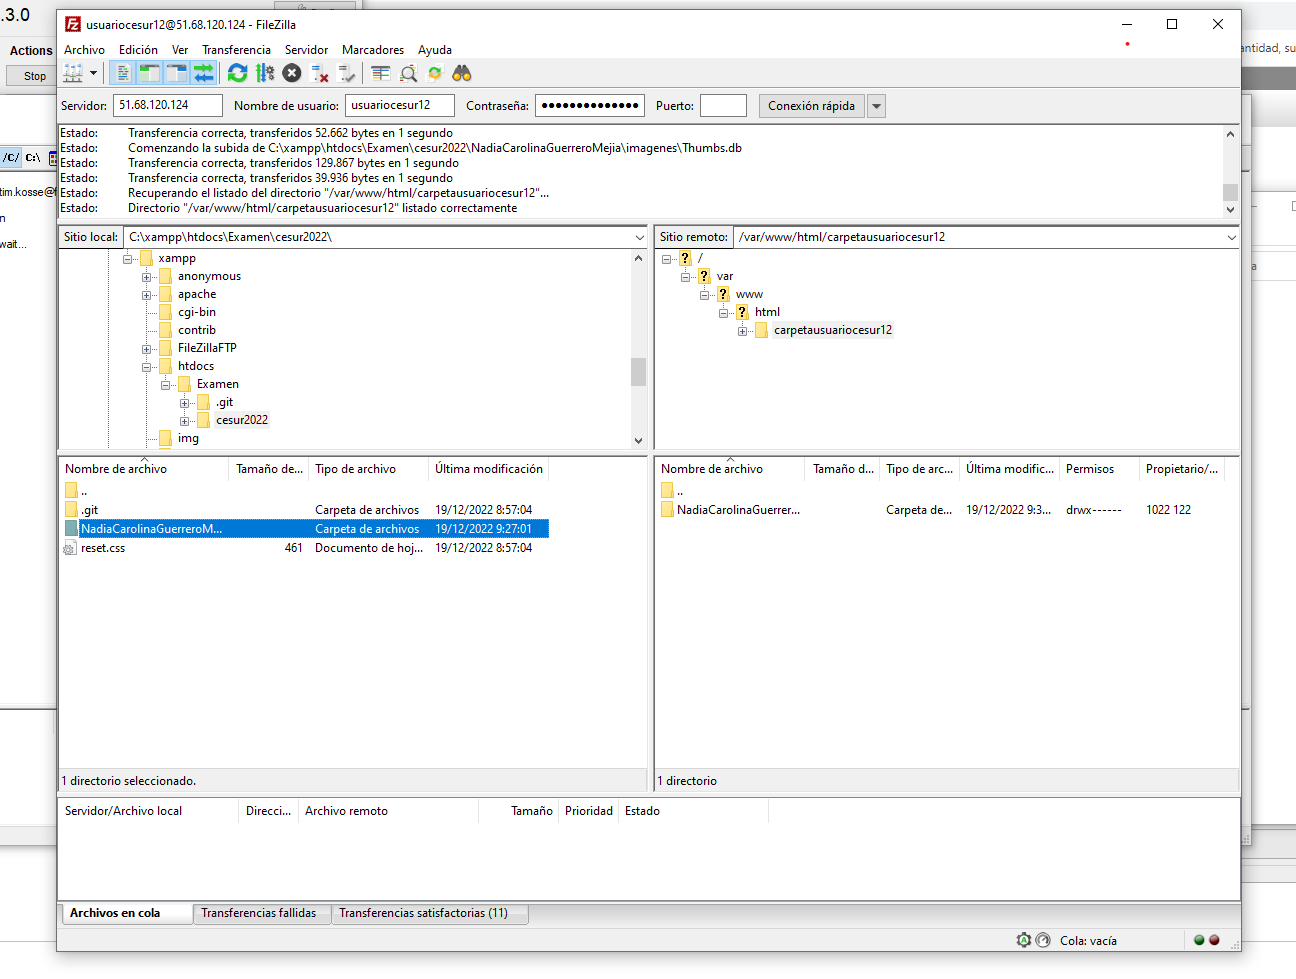 .3.0
Actions
Stop
/C/ C:\
tim.kosse@f
n
wait...
antidad, su
a
usuariocesur12@51.68.120.124 - FileZilla
Archivo Edición Ver Transferencia Servidor Marcadores Ayuda
Servidor: 51.68.120.124 Nombre de usuario: usuariocesur12 Contraseña: ●●●●●●●●●●●●●● Puerto: Conexión rápida
Estado: Transferencia correcta, transferidos 52.662 bytes en 1 segundo
Estado: Comenzando la subida de C:\xampp\htdocs\Examen\cesur2022\NadiaCarolinaGuerreroMejia\imagenes\Thumbs.db
Estado: Transferencia correcta, transferidos 129.867 bytes en 1 segundo
Estado: Transferencia correcta, transferidos 39.936 bytes en 1 segundo
Estado: Recuperando el listado del directorio "/var/www/html/carpetausuariocesur12"...
Estado: Directorio "/var/www/html/carpetausuariocesur12" listado correctamente
Sitio local: C:\xampp\htdocs\Examen\cesur2022\
xampp
anonymous
apache
cgi-bin
contrib
FileZillaFTP
htdocs
Examen
.git
cesur2022
img
Sitio remoto: /var/www/html/carpetausuariocesur12
/
var
www
html
carpetausuariocesur12
Nombre de archivo Tamaño de... Tipo de archivo Última modificación
..
.git Carpeta de archivos 19/12/2022 8:57:04
NadiaCarolinaGuerreroM... Carpeta de archivos 19/12/2022 9:27:01
reset.css 461 Documento de hoj... 19/12/2022 8:57:04
1 directorio seleccionado.
Nombre de archivo Tamaño d... Tipo de arc... Última modific... Permisos Propietario/...
..
NadiaCarolinaGuerrer... Carpeta de... 19/12/2022 9:3... drwx------ 1022 122
1 directorio
Servidor/Archivo local Direcci... Archivo remoto Tamaño Prioridad Estado
Archivos en cola Transferencias fallidas Transferencias satisfactorias (11)
Cola: vacía